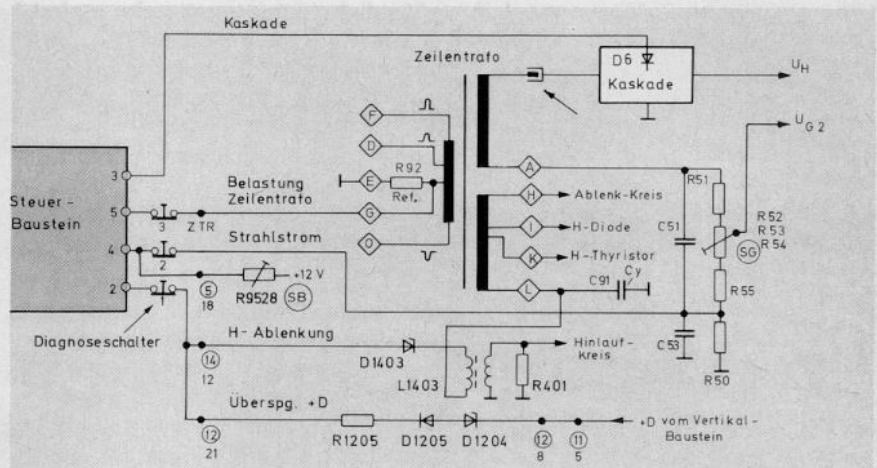 Kaskade
Zeilentrafo
D6
Kaskade
U_H
U_G2
F
D
R92
E
Ref.
G
O
A
H
Ablenk-Kreis
I
H-Diode
K
H-Thyristor
L
C91
Cy
R51
C51
R52
R53
R54
SG
R55
C53
R50
Steuer-
Baustein
3
5
4
2
Belastung
Zeilentrafo
3
ZTR
Strahlstrom
2
5
18
R9528
SB
+12 V
Diagnoseschalter
H-Ablenkung
14
12
D1403
L1403
R401
Hinlauf-
Kreis
Überspg. +D
12
21
R1205
D1205
D1204
12
8
11
5
+D vom Vertikal-
Baustein